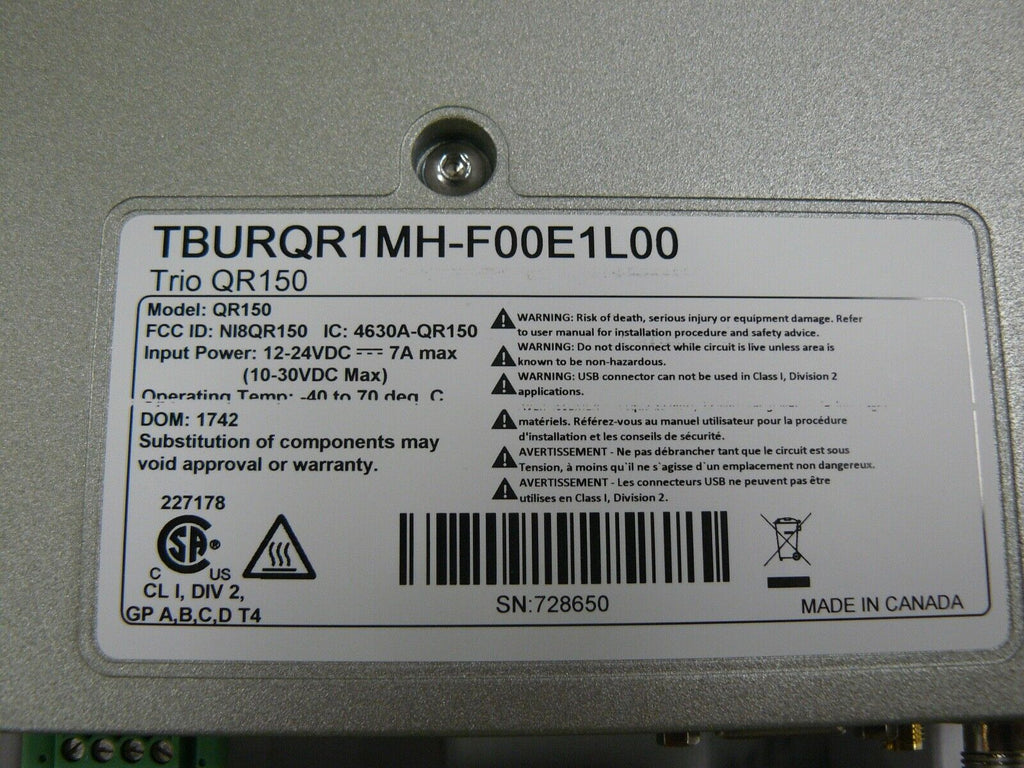 TBURQR1MH-F00E1L00
Trio QR150
Model: QR150
FCC ID: NI8QR150 IC: 4630A-QR150
Input Power: 12-24VDC 7A max
(10-30VDC Max)
Operating Temp: -40 to 70 deg. C
DOM: 1742
Substitution of components may
void approval or warranty.
227178
SA®
C US
CL I, DIV 2,
GP A,B,C,D T4
WARNING: Risk of death, serious injury or equipment damage. Refer
to user manual for installation procedure and safety advice.
WARNING: Do not disconnect while circuit is live unless area is
known to be non-hazardous.
WARNING: USB connector can not be used in Class I, Division 2
applications.
matériels. Référez-vous au manuel utilisateur pour la procédure
d'installation et les conseils de sécurité.
AVERTISSEMENT - Ne pas débrancher tant que le circuit est sous
Tension, à moins qu`il ne s`agisse d`un emplacement non dangereux.
AVERTISSEMENT - Les connecteurs USB ne peuvent pas être
utilises en Class I, Division 2.
SN:728650
MADE IN CANADA